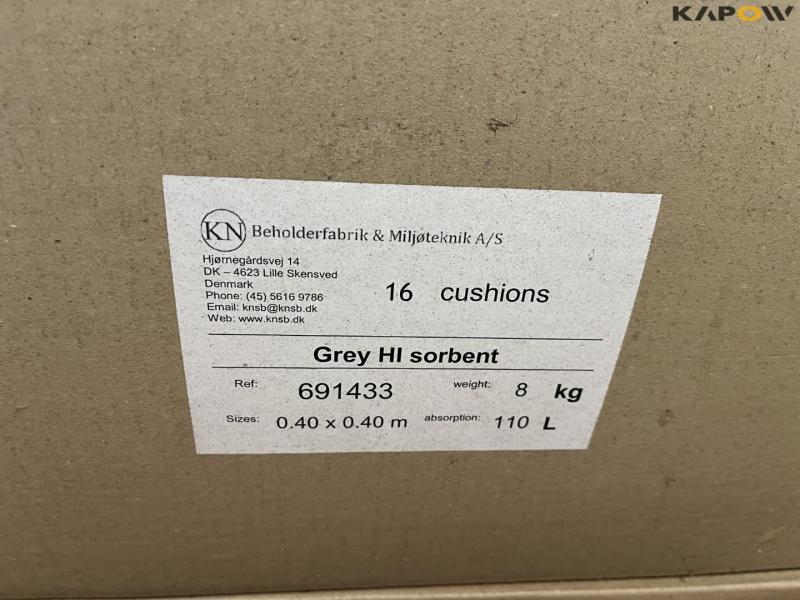 KAPOW
KN Beholderfabrik & Miljøteknik A/S
Hjørnegårdsvej 14
DK – 4623 Lille Skensved
Denmark
Phone: (45) 5616 9786
Email: knsb@knsb.dk
Web: www.knsb.dk
16 cushions
Grey HI sorbent
Ref: 691433 weight: 8 kg
Sizes: 0.40 x 0.40 m absorption: 110 L